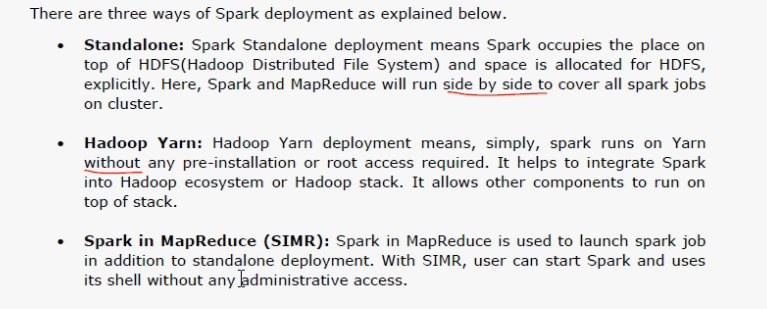 There are three ways of Spark deployment as explained below.
• Standalone: Spark Standalone deployment means Spark occupies the place on
top of HDFS(Hadoop Distributed File System) and space is allocated for HDFS,
explicitly. Here, Spark and MapReduce will run side by side to cover all spark jobs
on cluster.
• Hadoop Yarn: Hadoop Yarn deployment means, simply, spark runs on Yarn
without any pre-installation or root access required. It helps to integrate Spark
into Hadoop ecosystem or Hadoop stack. It allows other components to run on
top of stack.
• Spark in MapReduce (SIMR): Spark in MapReduce is used to launch spark job
in addition to standalone deployment. With SIMR, user can start Spark and uses
its shell without any administrative access.